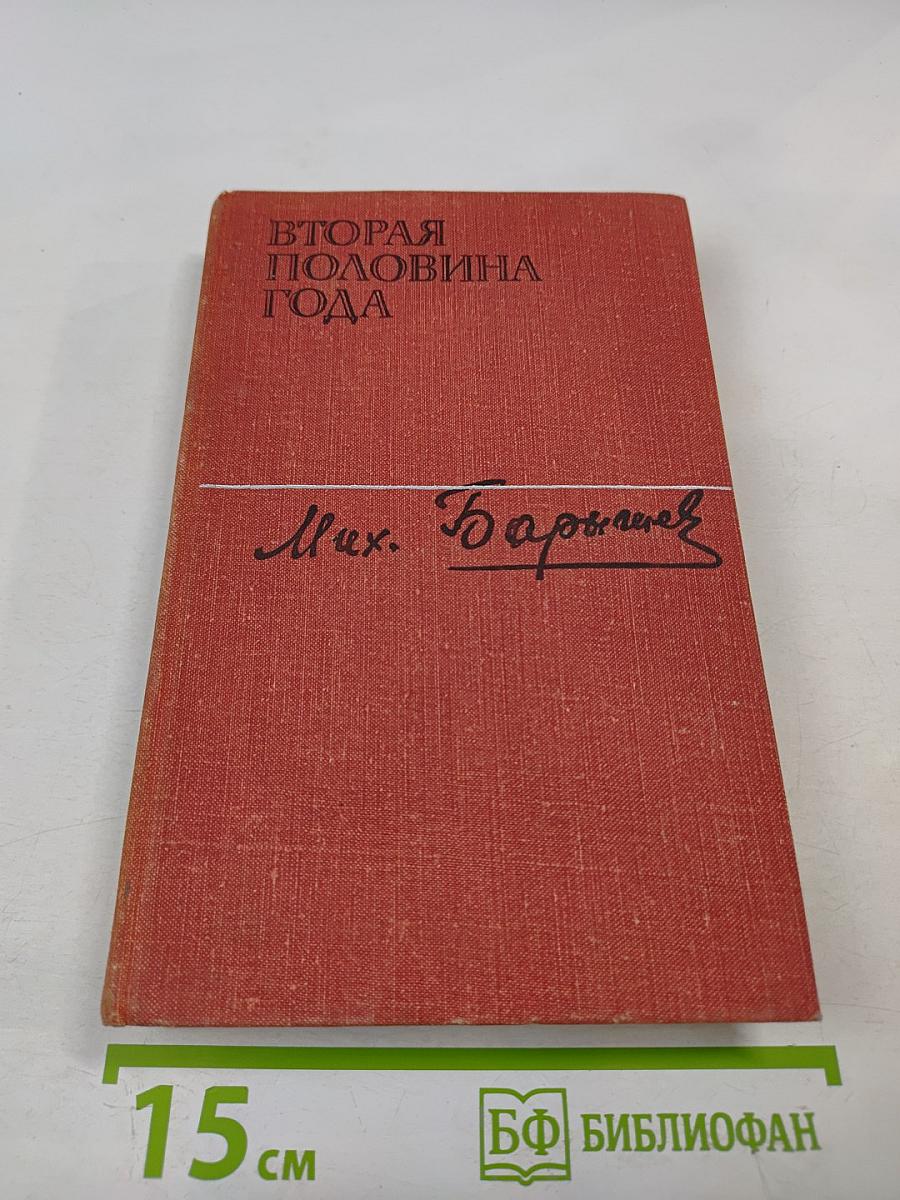 ВТОРАЯ
ПОЛОВИНА
ГОДА
Мих. Барышев
15 см
БФ БИБЛИОФАН